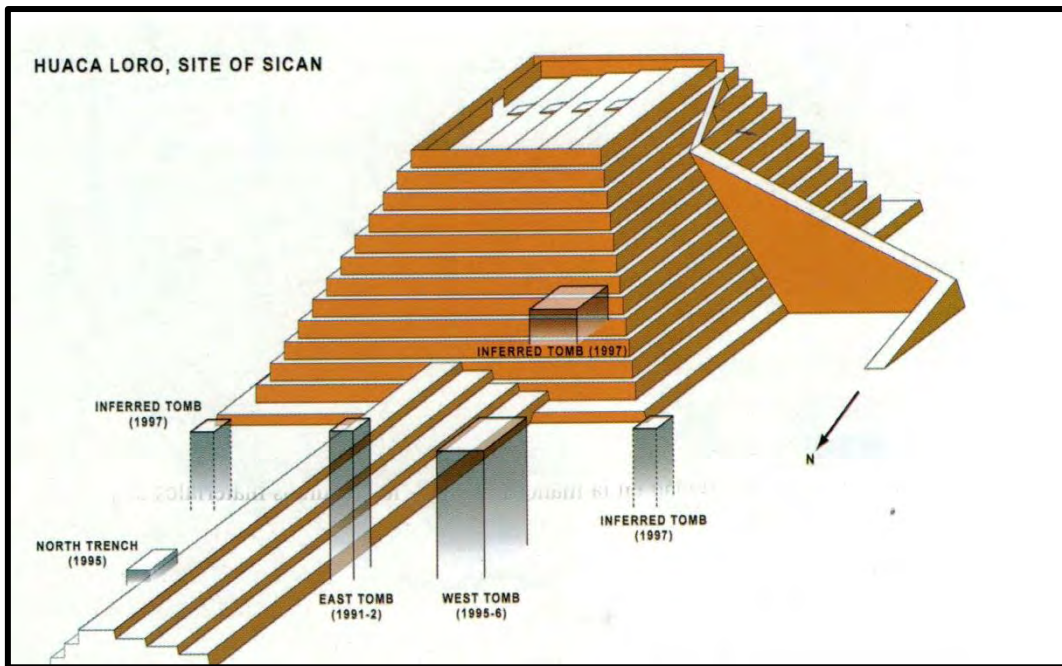 HUACA LORO, SITE OF SICAN
INFERRED TOMB (1997)
INFERRED TOMB
(1997)
N
INFERRED TOMB
(1997)
NORTH TRENCH
(1995)
EAST TOMB
(1991-2)
WEST TOMB
(1995-6)